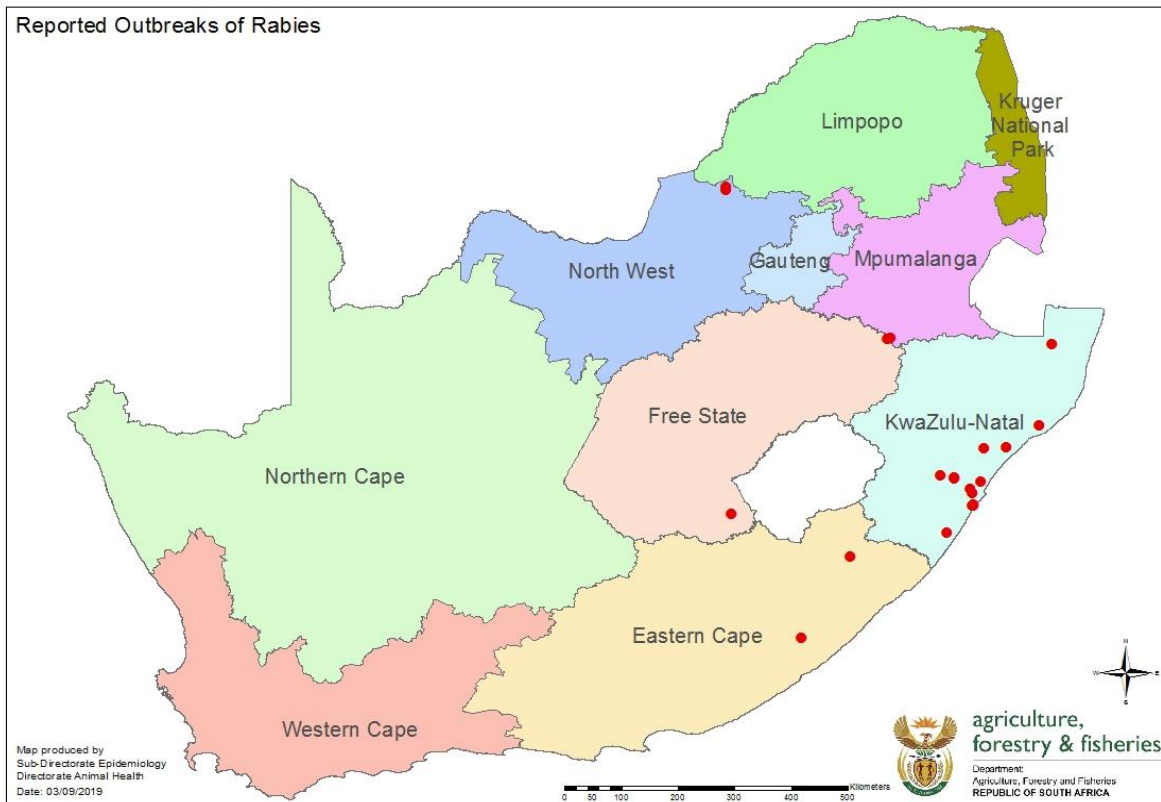 Reported Outbreaks of Rabies
Kruger
National
Park
Limpopo
North West
Gauteng
Mpumalanga
Free State
KwaZulu-Natal
Northern Cape
Eastern Cape
Western Cape
N
W
E
S
Map produced by
Sub-Directorate Epidemiology
Directorate Animal Health
Date: 03/09/2019
Kilometers
0 50 100 200 300 400 500
agriculture,
forestry & fisheries
Department:
Agriculture, Forestry and Fisheries
REPUBLIC OF SOUTH AFRICA